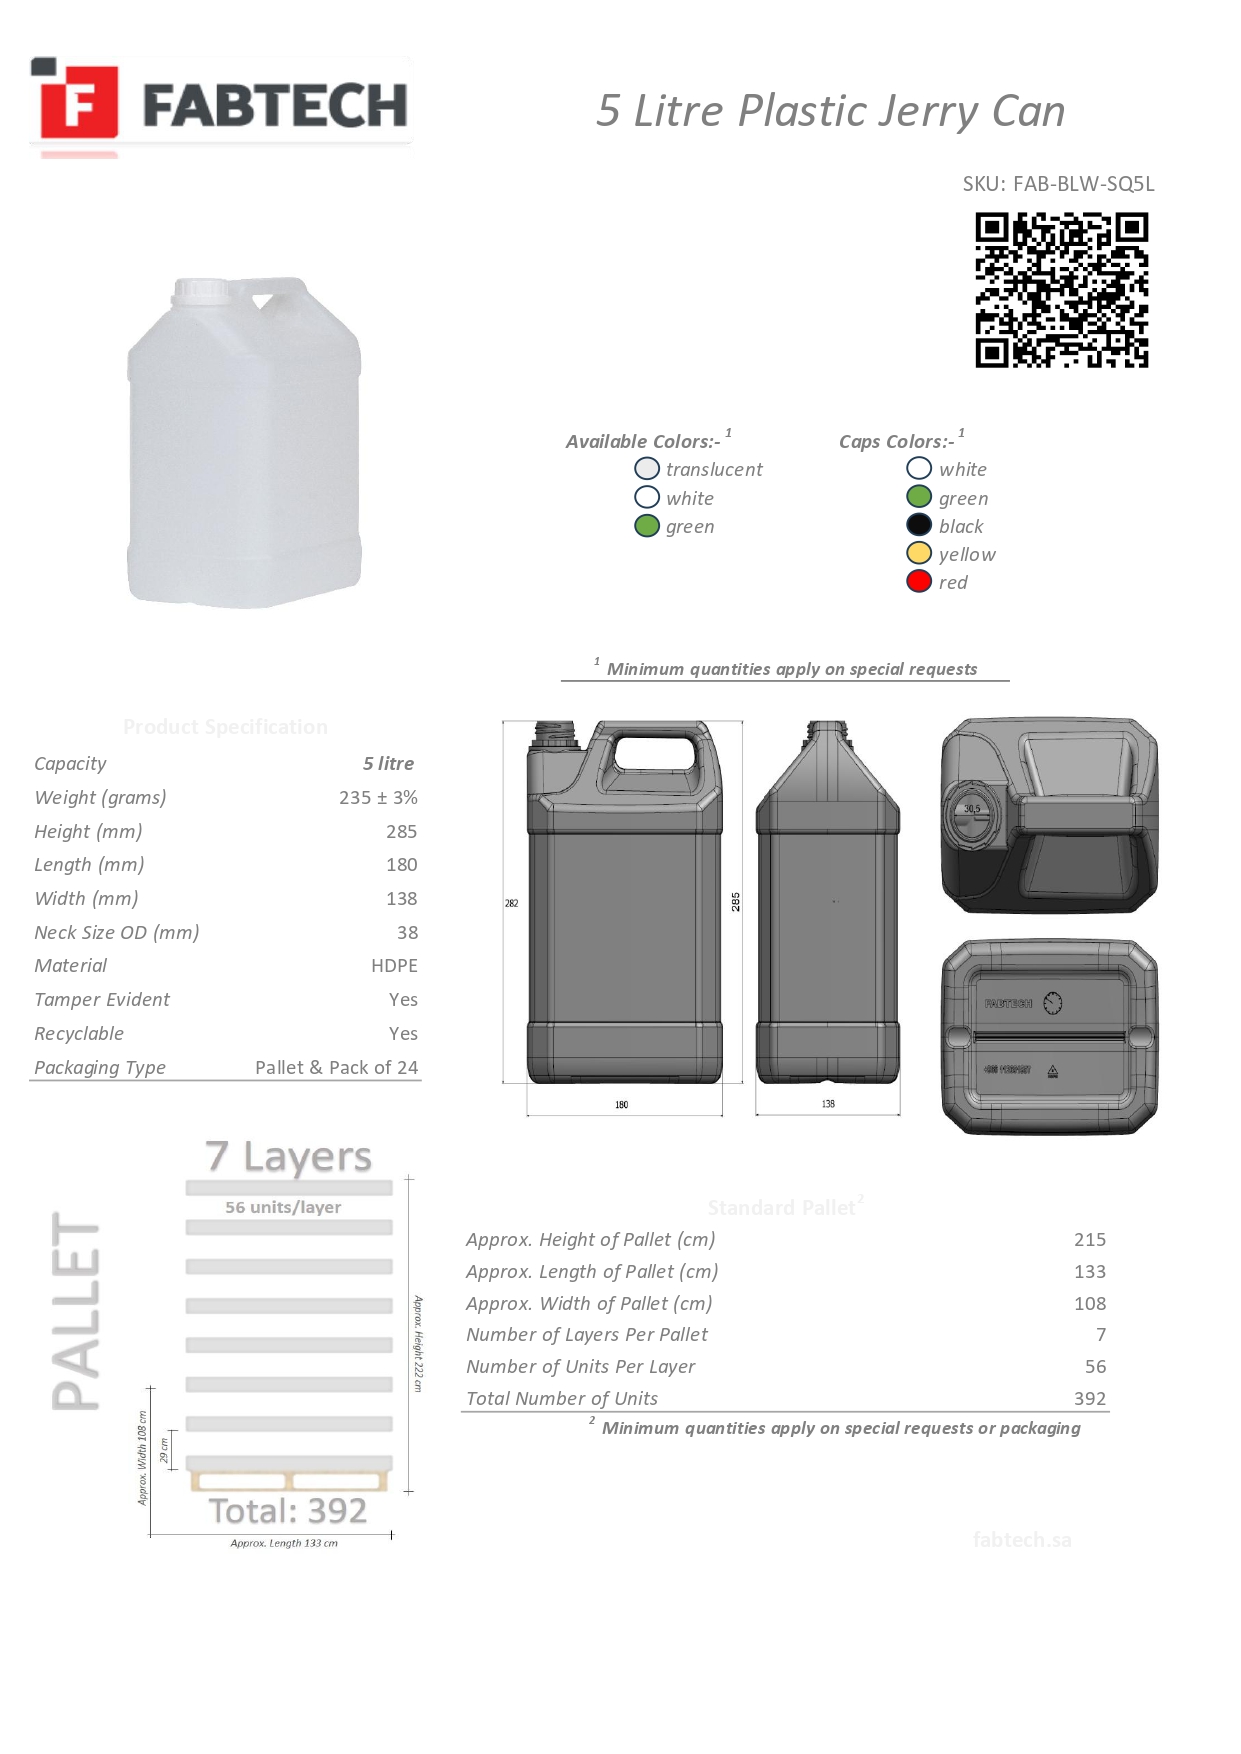 F FABTECH
5 Litre Plastic Jerry Can
SKU: FAB-BLW-SQ5L
Available Colors:- 1
translucent
white
green
Caps Colors:- 1
white
green
black
yellow
red
1 Minimum quantities apply on special requests
Product Specification
Capacity 5 litre
Weight (grams) 235 ± 3%
Height (mm) 285
Length (mm) 180
Width (mm) 138
Neck Size OD (mm) 38
Material HDPE
Tamper Evident Yes
Recyclable Yes
Packaging Type Pallet & Pack of 24
282
285
180
138
30,5
FABTECH
PALLET
7 Layers
56 units/layer
Approx. Height 222 cm
Approx. Width 108 cm
29 cm
Total: 392
Approx. Length 133 cm
Standard Pallet2
Approx. Height of Pallet (cm) 215
Approx. Length of Pallet (cm) 133
Approx. Width of Pallet (cm) 108
Number of Layers Per Pallet 7
Number of Units Per Layer 56
Total Number of Units 392
2 Minimum quantities apply on special requests or packaging
fabtech.sa